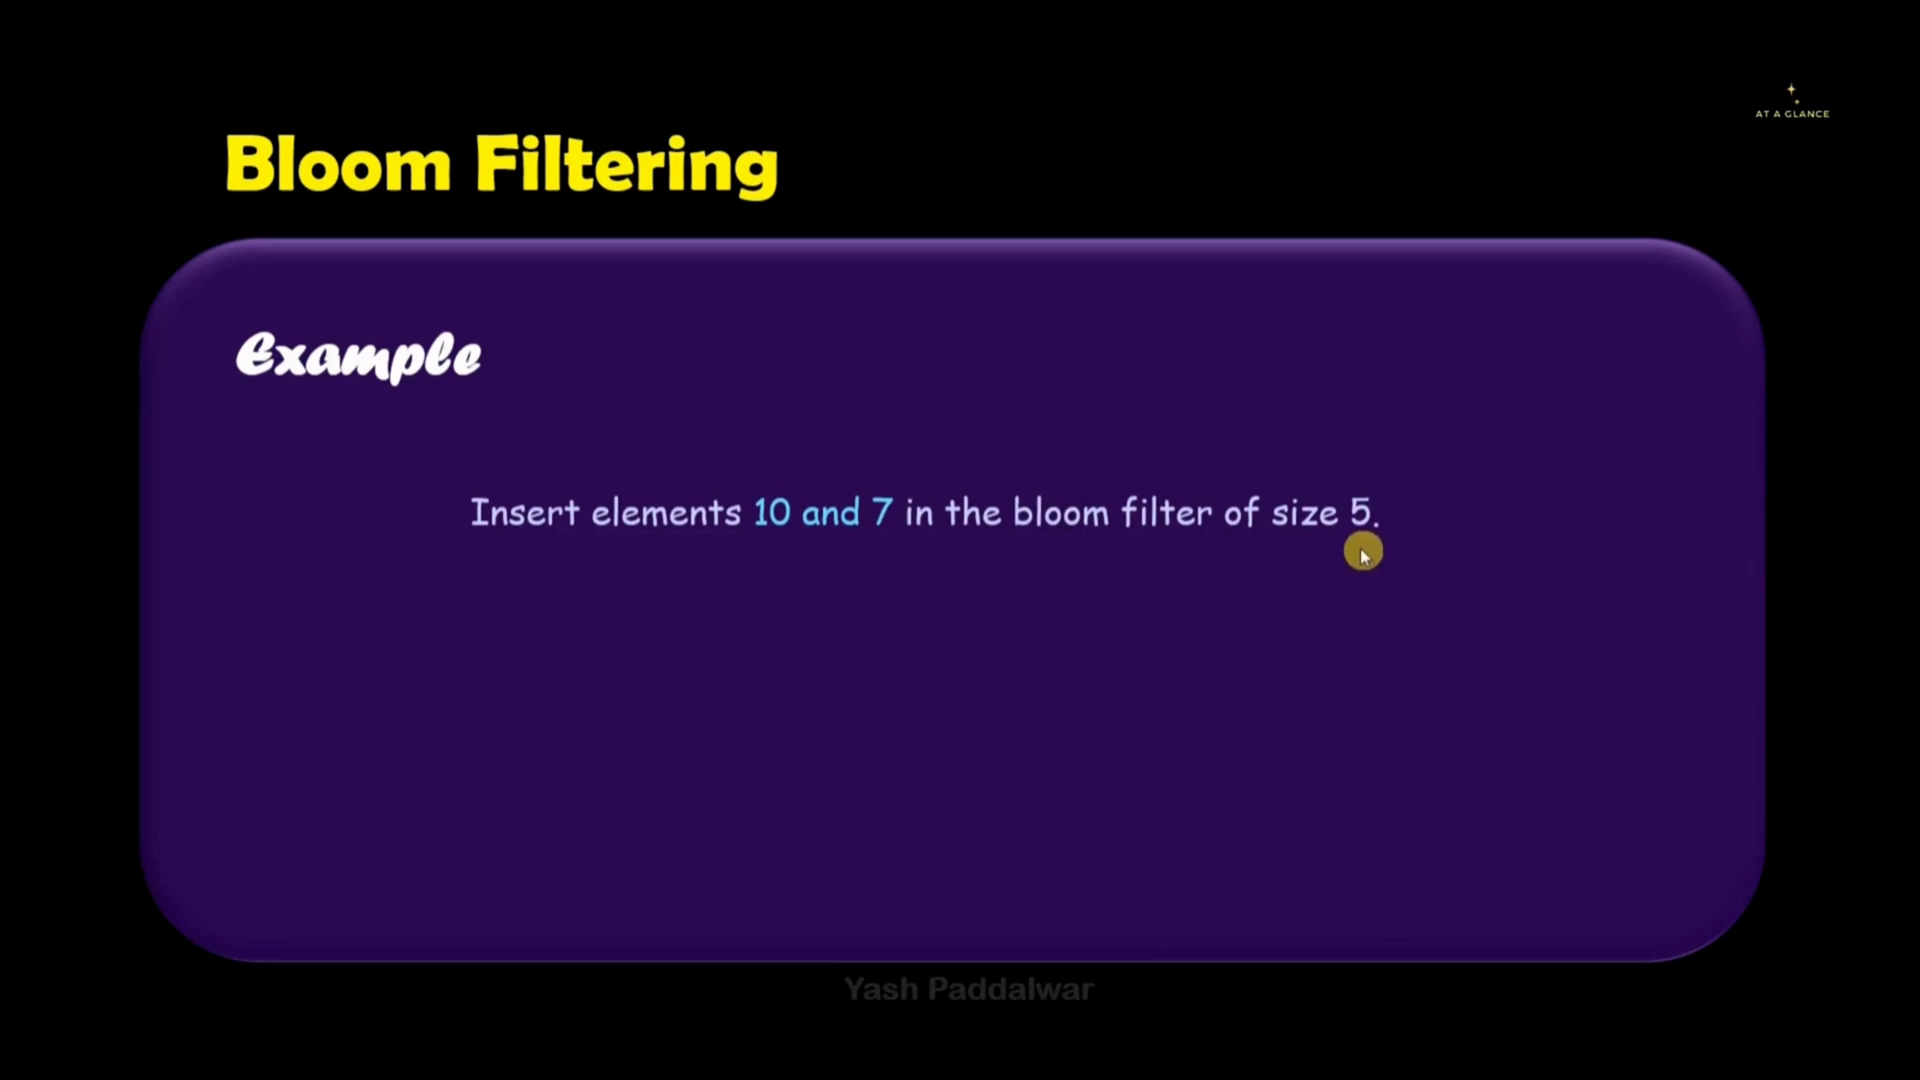 AT A GLANCE
Bloom Filtering
Example
Insert elements 10 and 7 in the bloom filter of size 5.
Yash Paddalwar